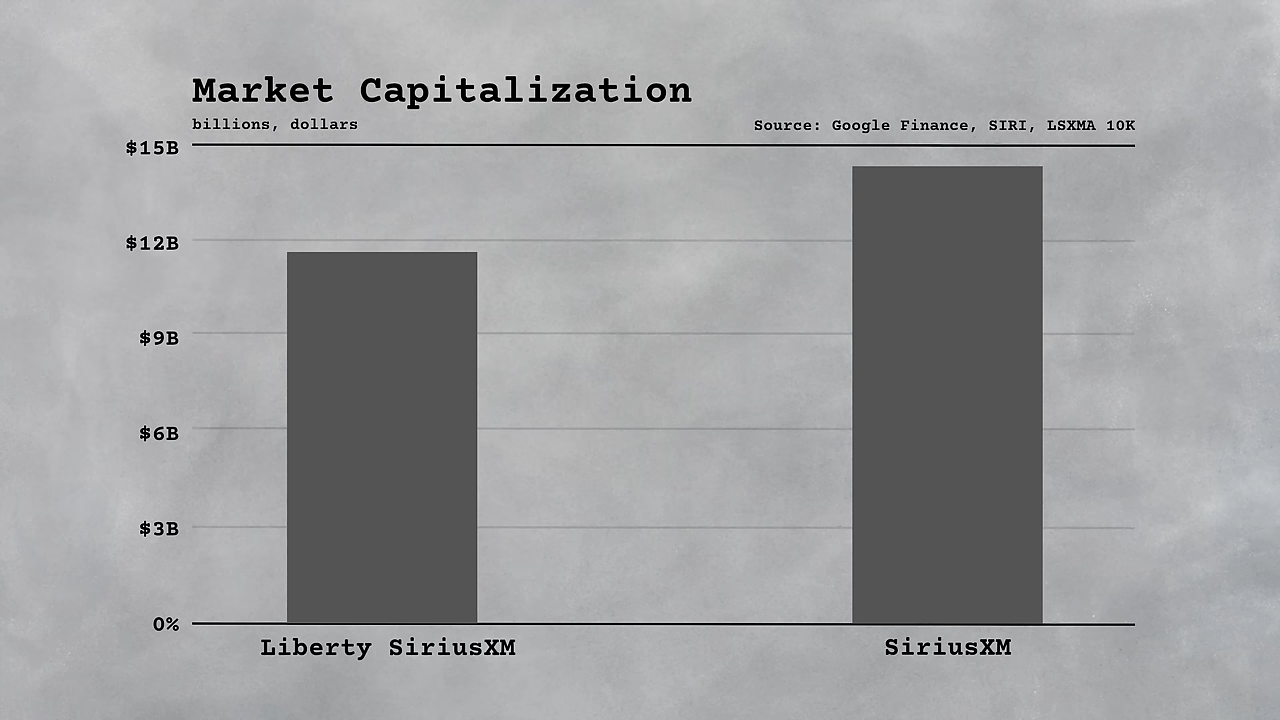 Market Capitalization
billions, dollars
Source: Google Finance, SIRI, LSXMA 10K
$15B
$12B
$9B
$6B
$3B
0%
Liberty SiriusXM
SiriusXM